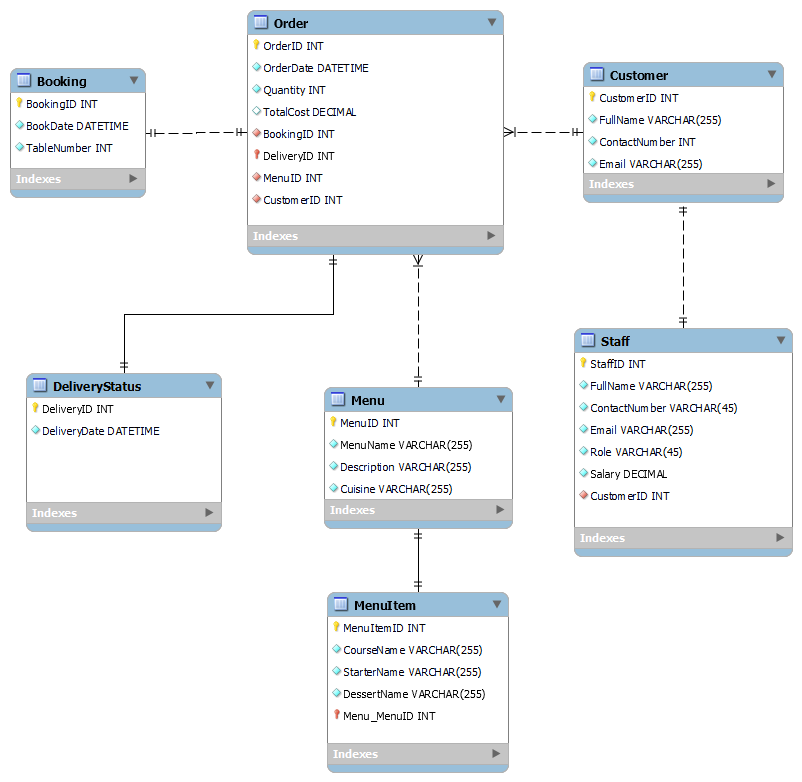 Order
OrderID INT
OrderDate DATETIME
Quantity INT
TotalCost DECIMAL
BookingID INT
DeliveryID INT
MenuID INT
CustomerID INT
Indexes
Booking
BookingID INT
BookDate DATETIME
TableNumber INT
Indexes
Customer
CustomerID INT
FullName VARCHAR(255)
ContactNumber INT
Email VARCHAR(255)
Indexes
Staff
StaffID INT
FullName VARCHAR(255)
ContactNumber VARCHAR(45)
Email VARCHAR(255)
Role VARCHAR(45)
Salary DECIMAL
CustomerID INT
Indexes
DeliveryStatus
DeliveryID INT
DeliveryDate DATETIME
Indexes
Menu
MenuID INT
MenuName VARCHAR(255)
Description VARCHAR(255)
Cuisine VARCHAR(255)
Indexes
MenuItem
MenuItemID INT
CourseName VARCHAR(255)
StarterName VARCHAR(255)
DessertName VARCHAR(255)
Menu_MenuID INT
Indexes